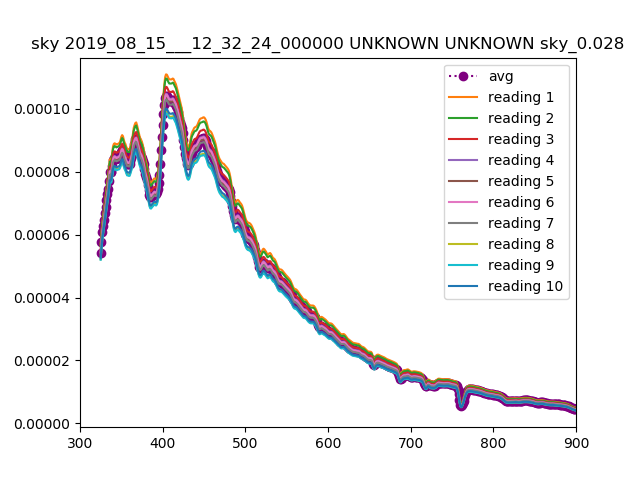 sky 2019_08_15___12_32_24_000000 UNKNOWN UNKNOWN sky_0.028
avg
reading 1
reading 2
reading 3
reading 4
reading 5
reading 6
reading 7
reading 8
reading 9
reading 10
0.00010
0.00008
0.00006
0.00004
0.00002
0.00000
300 400 500 600 700 800 900